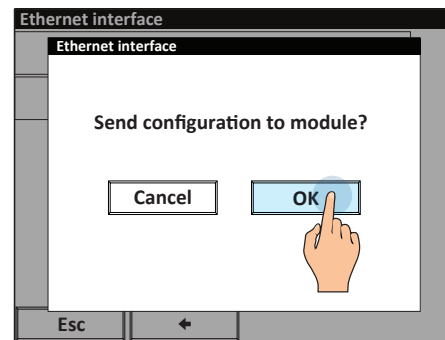 Ethernet interface
Ethernet interface
Send configuration to module?
Cancel OK
Esc